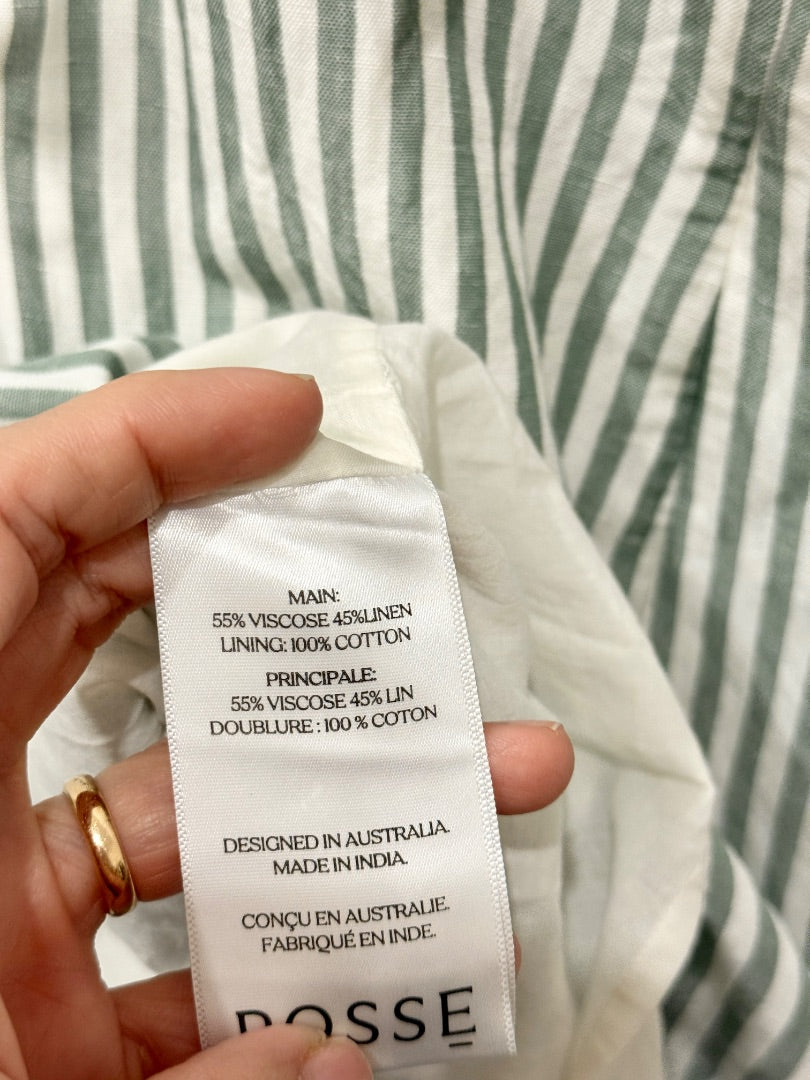 MAIN:
55% VISCOSE 45%LINEN
LINING: 100% COTTON
PRINCIPALE:
55% VISCOSE 45% LIN
DOUBLURE : 100 % COTON
DESIGNED IN AUSTRALIA.
MADE IN INDIA.
CONÇU EN AUSTRALIE.
FABRIQUÉ EN INDE.